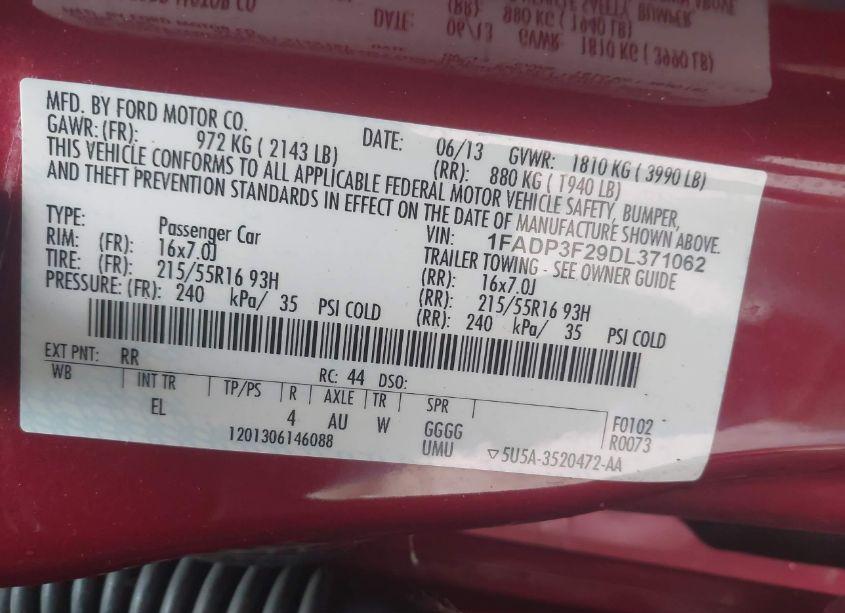 MFD. BY FORD MOTOR CO. DATE: 06/13 GVWR: 1810 KG ( 3990 LB)
GAWR: (FR): 972 KG ( 2143 LB) (RR): 880 KG ( 1940 LB)
THIS VEHICLE CONFORMS TO ALL APPLICABLE FEDERAL MOTOR VEHICLE SAFETY, BUMPER,
AND THEFT PREVENTION STANDARDS IN EFFECT ON THE DATE OF MANUFACTURE SHOWN ABOVE.
VIN: 1FADP3F29DL371062
TYPE: Passenger Car TRAILER TOWING - SEE OWNER GUIDE
RIM: (FR): 16x7.0J (RR): 16x7.0J
TIRE: (FR): 215/55R16 93H (RR): 215/55R16 93H
PRESSURE: (FR): 240 kPa/ 35 PSI COLD (RR): 240 kPa/ 35 PSI COLD
EXT PNT: RR RC: 44 DSO:
WB INT TR TP/PS R AXLE TR SPR
EL 4 AU W GGGG F0102
1201306146088 UMU R0073
▽5U5A-3520472-AA